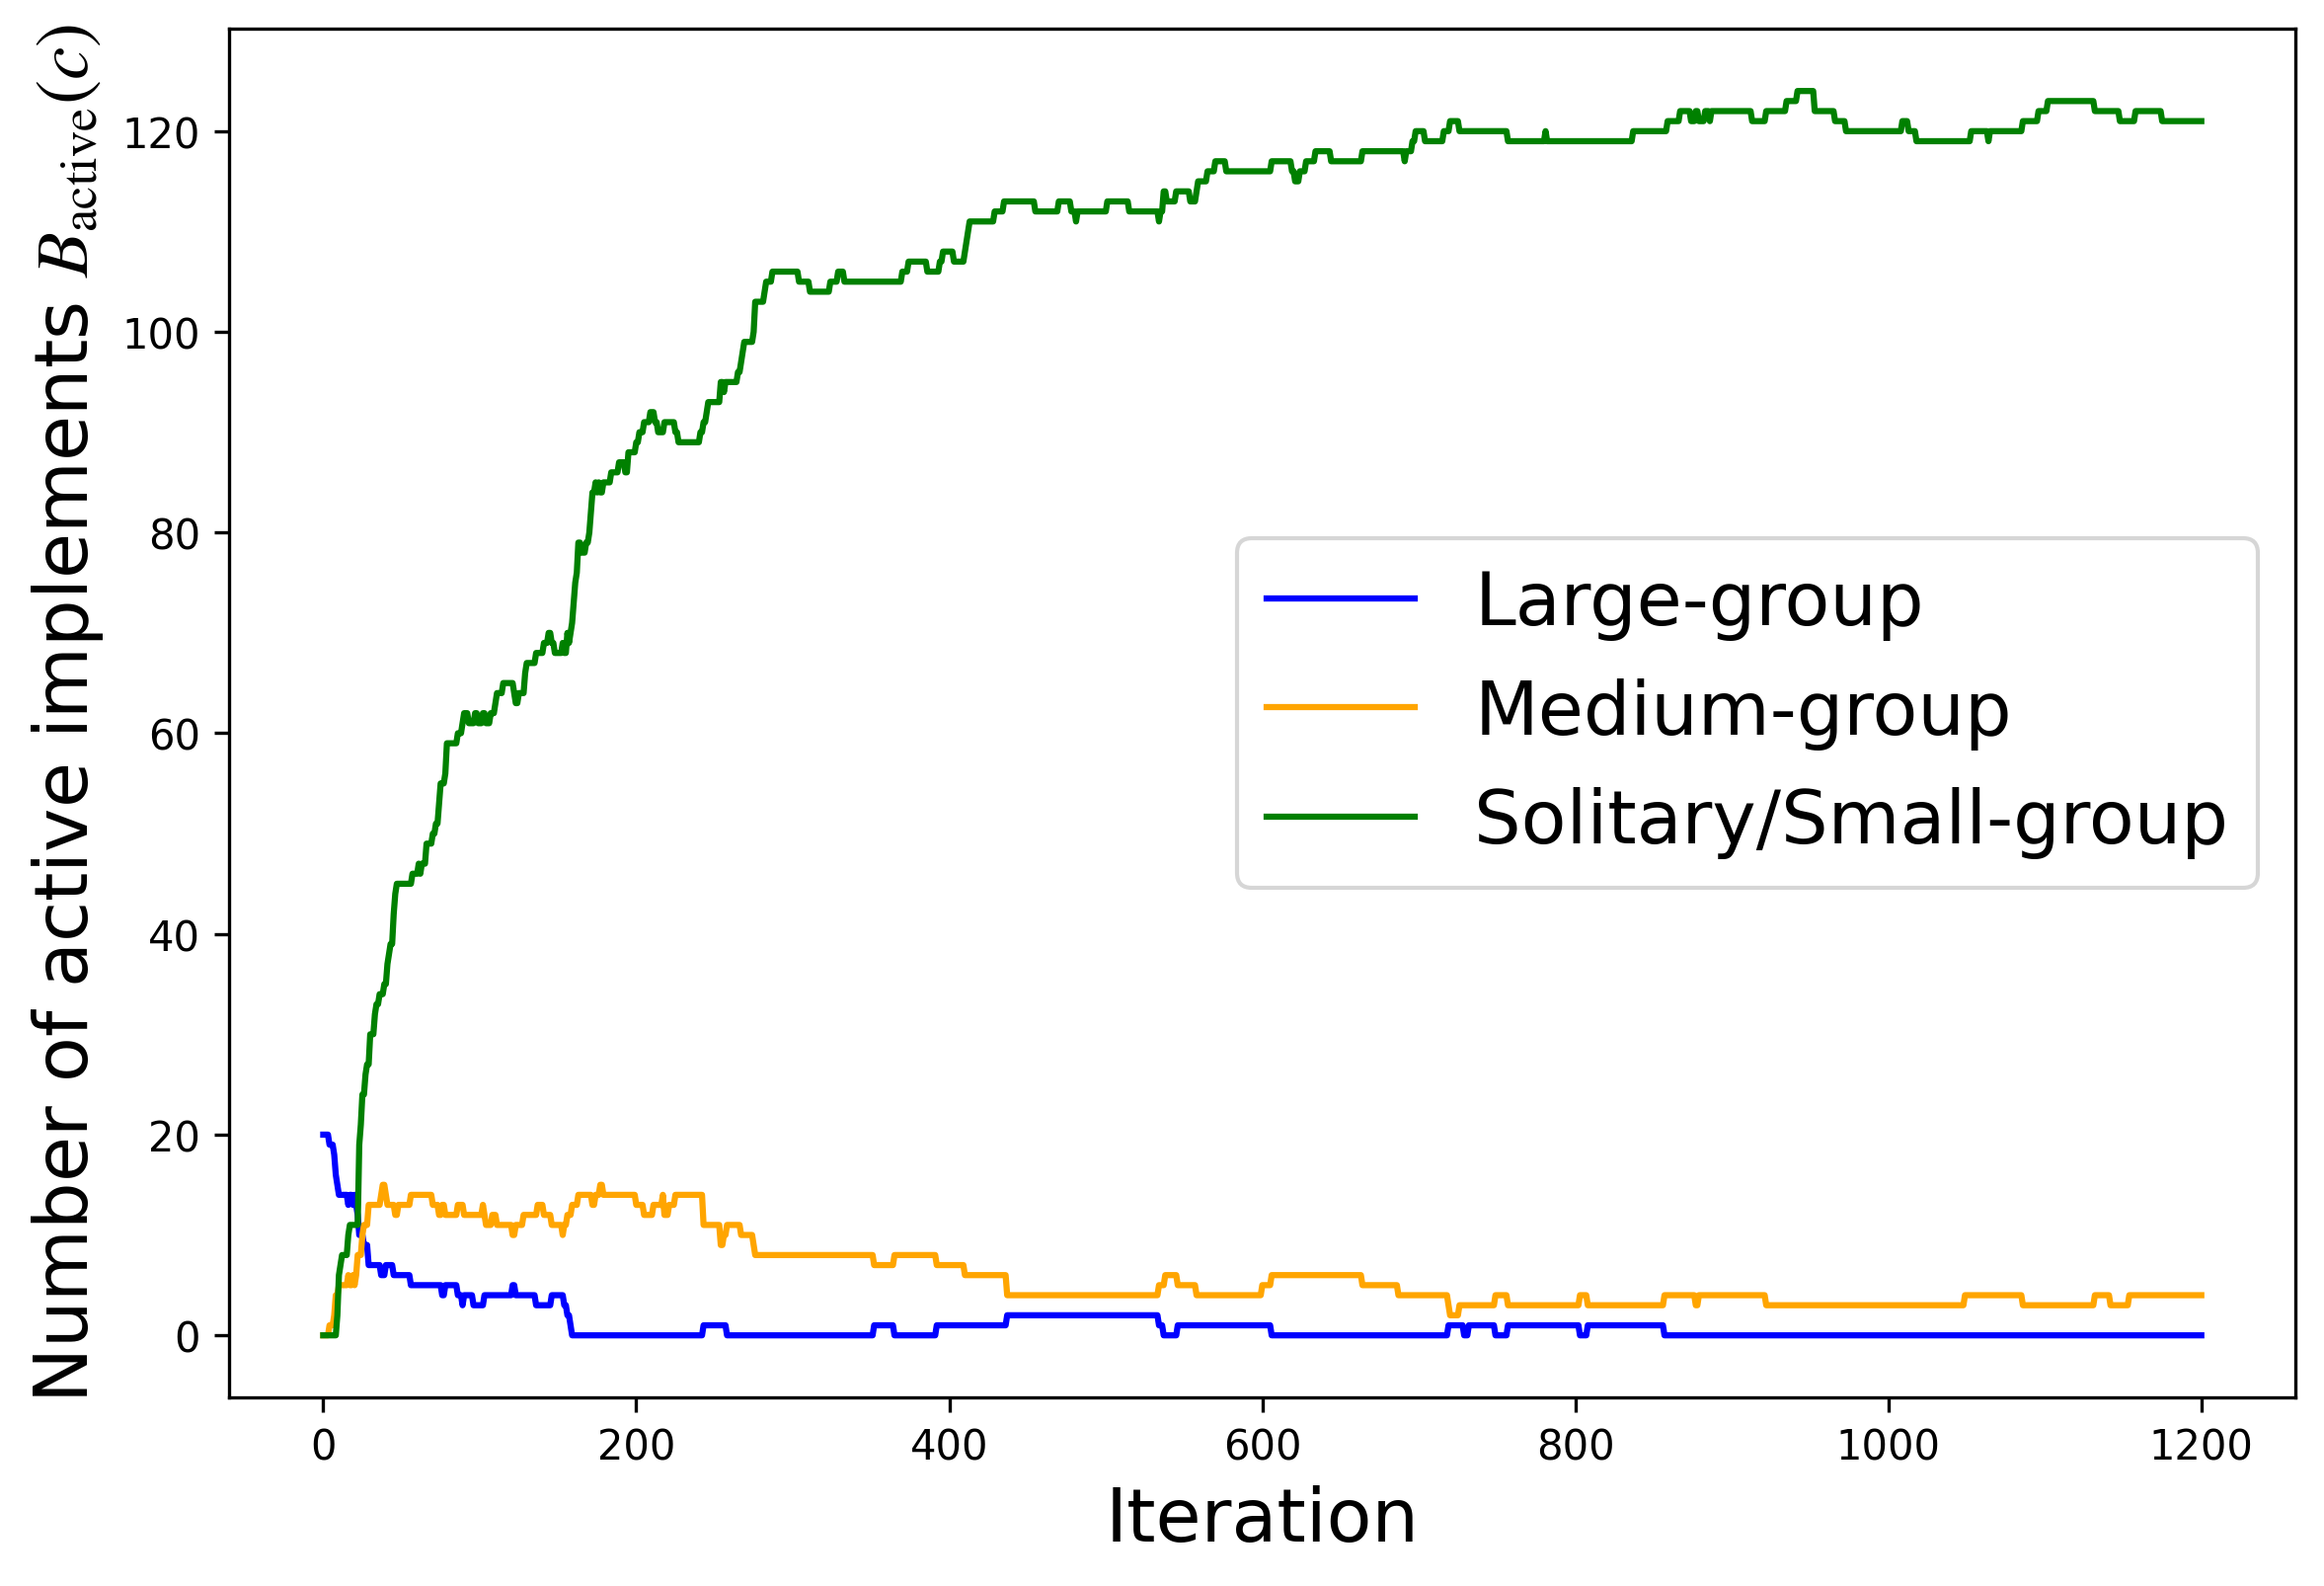 Number of active implements B_active(c)
120
100
80
60
40
20
0
Large-group
Medium-group
Solitary/Small-group
0 200 400 600 800 1000 1200
Iteration